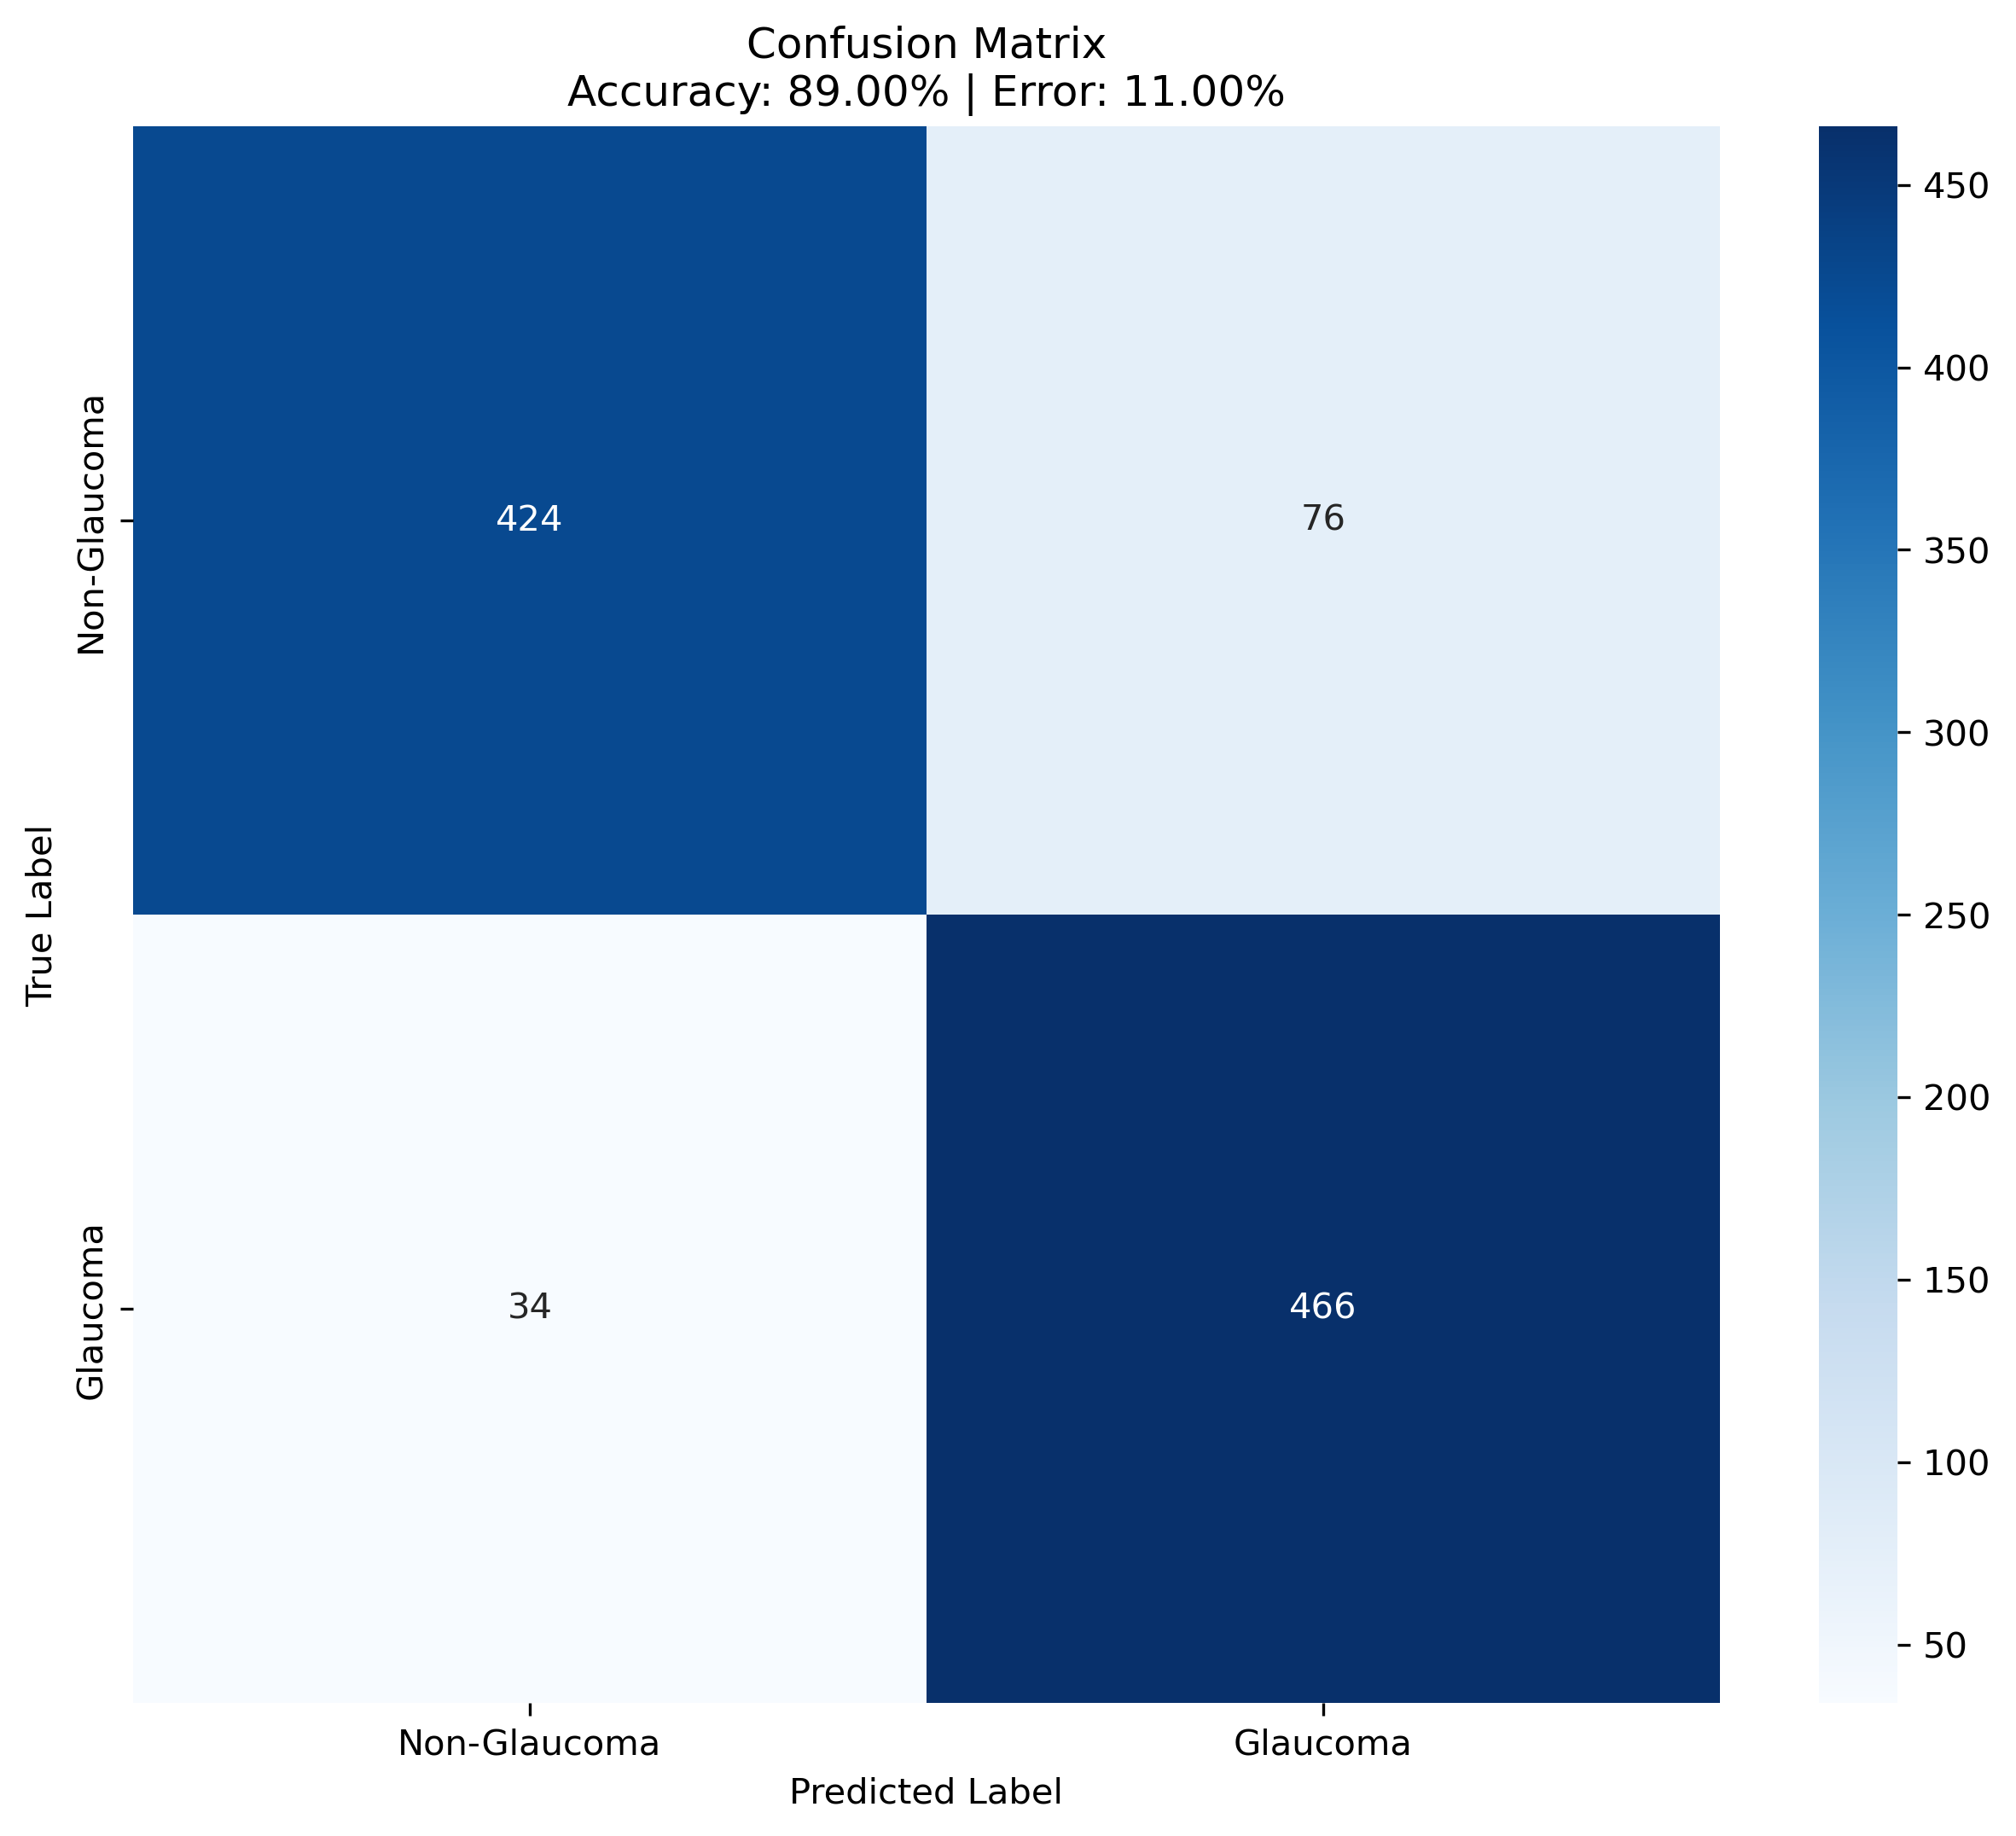 Confusion Matrix
Accuracy: 89.00% | Error: 11.00%
True Label
Non-Glaucoma
Glaucoma
424
76
34
466
Non-Glaucoma
Glaucoma
Predicted Label
450
400
350
300
250
200
150
100
50